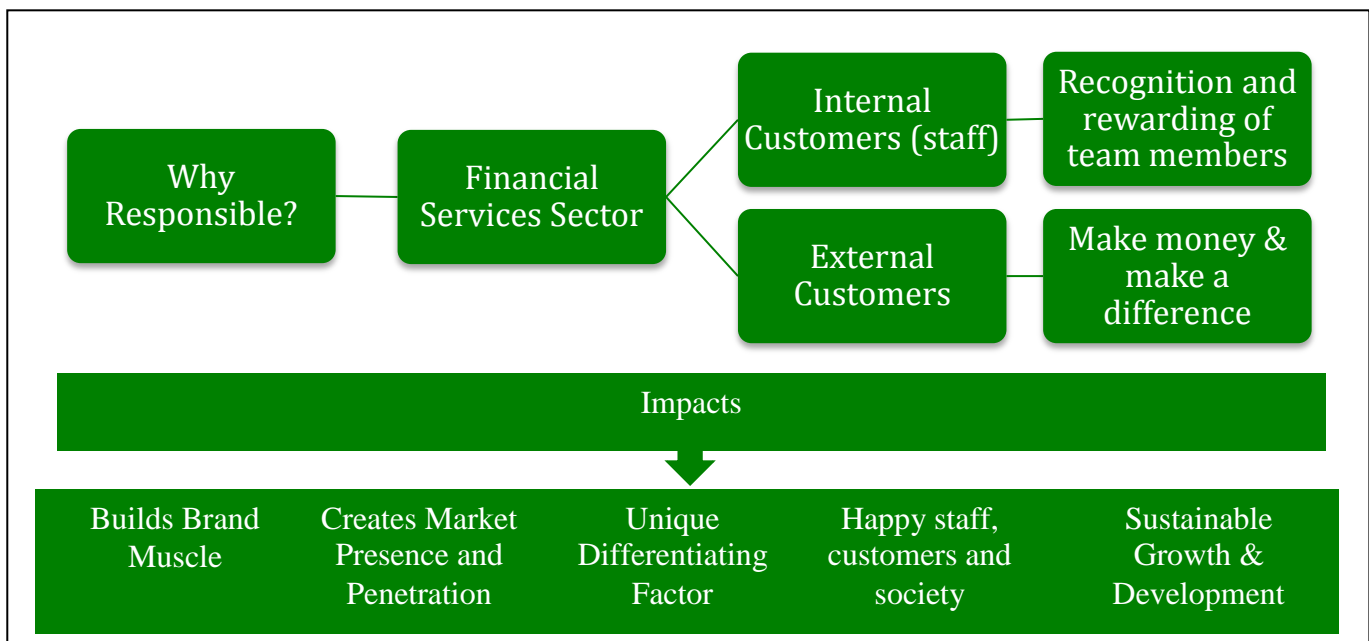 Why
Responsible?
Financial
Services Sector
Internal
Customers (staff)
Recognition and
rewarding of
team members
External
Customers
Make money &
make a
difference
Impacts
Builds Brand
Muscle
Creates Market
Presence and
Penetration
Unique
Differentiating
Factor
Happy staff,
customers and
society
Sustainable
Growth &
Development